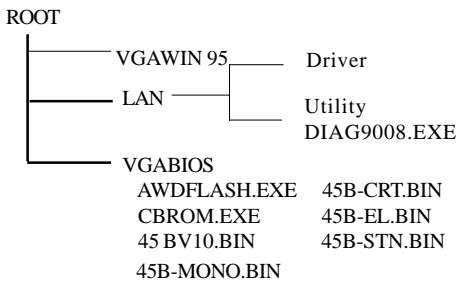 ROOT
VGAWIN 95
Driver
LAN
Utility
DIAG9008.EXE
VGABIOS
AWDFLASH.EXE 45B-CRT.BIN
CBROM.EXE 45B-EL.BIN
45 BV10.BIN 45B-STN.BIN
45B-MONO.BIN